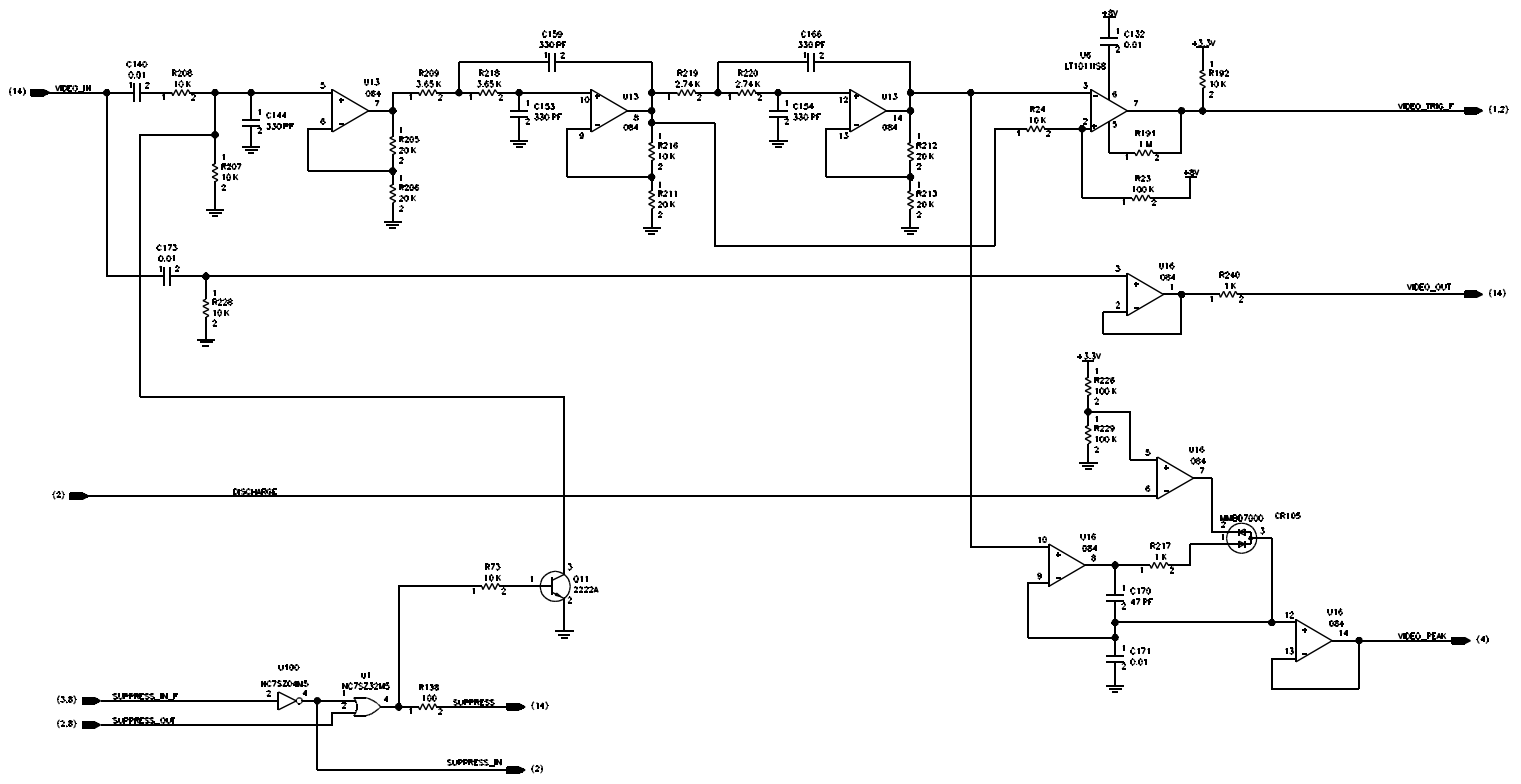 +8V
C132
0.01
C159
330 PF
C166
330 PF
+3.3V
C140
0.01
R208
10 K
U13
084
R209
3.65 K
R218
3.65 K
U13
084
R219
2.74 K
R220
2.74 K
U13
084
U6
LT1011IS8
R192
10 K
(14) VIDEO_IN
C144
330 PF
C153
330 PF
C154
330 PF
R24
10 K
VIDEO_TRIG_F (1,2)
R191
1 M
R205
20 K
R216
10 K
R212
20 K
R207
10 K
R206
20 K
R211
20 K
R213
20 K
R23
100 K
+8V
C173
0.01
R228
10 K
U16
084
R240
1 K
VIDEO_OUT (14)
+3.3V
R226
100 K
R229
100 K
U16
084
(2) DISCHARGE
MMBD7000
CR105
U16
084
R217
1 K
R73
10 K
Q11
2222A
C170
47 PF
U16
084
VIDEO_PEAK (4)
C171
0.01
U100
NC7SZ04M5
U1
NC7SZ32M5
R138
100
(3,8) SUPPRESS_IN_F
SUPPRESS (14)
(2,8) SUPPRESS_OUT
SUPPRESS_IN (2)